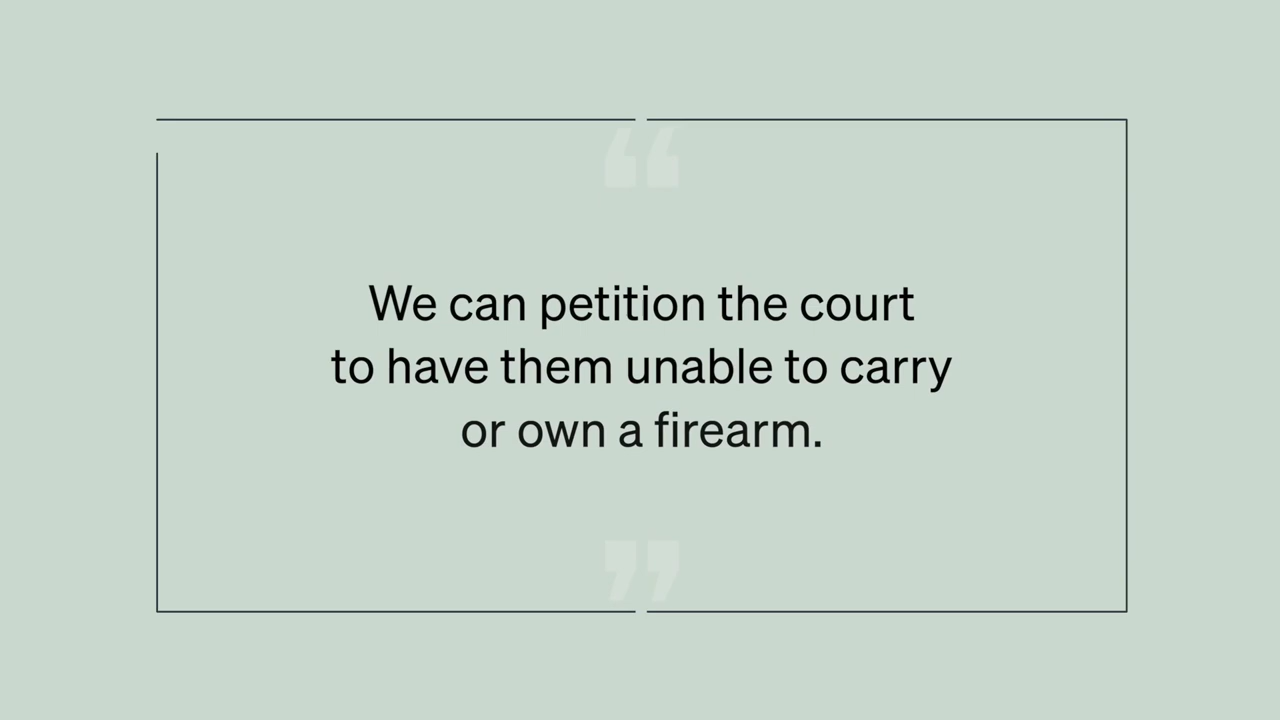 “
We can petition the court
to have them unable to carry
or own a firearm.
”